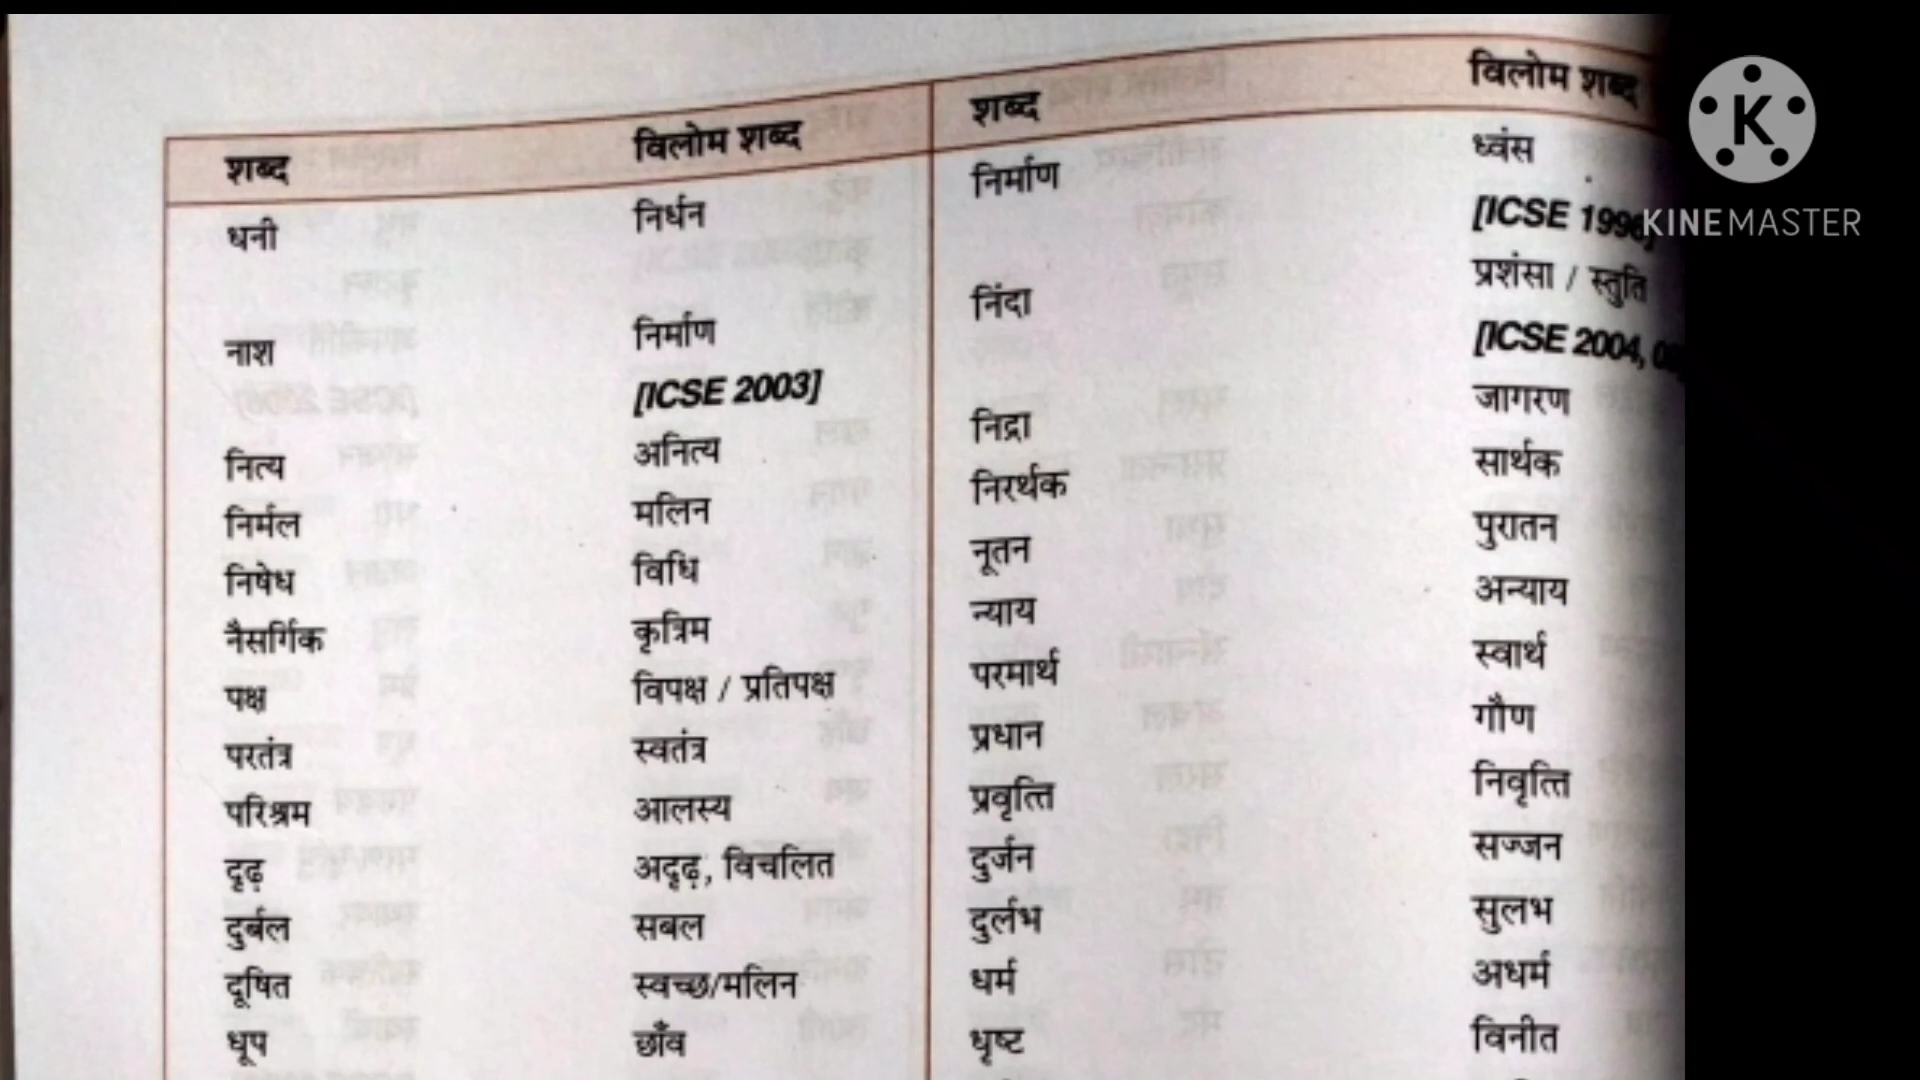 शब्द विलोम शब्द
धनी निर्धन
नाश निर्माण
[ICSE 2003]
नित्य अनित्य
निर्मल मलिन
निषेध विधि
नैसर्गिक कृत्रिम
पक्ष विपक्ष / प्रतिपक्ष
परतंत्र स्वतंत्र
परिश्रम आलस्य
दृढ़ अदृढ़, विचलित
दुर्बल सबल
दूषित स्वच्छ/मलिन
धूप छाँव
शब्द विलोम शब्द
निर्माण ध्वंस
[ICSE
निंदा प्रशंसा / स्तुति
[ICSE 2004,
निद्रा जागरण
निरर्थक सार्थक
नूतन पुरातन
न्याय अन्याय
परमार्थ स्वार्थ
प्रधान गौण
प्रवृत्ति निवृत्ति
दुर्जन सज्जन
दुर्लभ सुलभ
धर्म अधर्म
धृष्ट विनीत
K
KINEMASTER